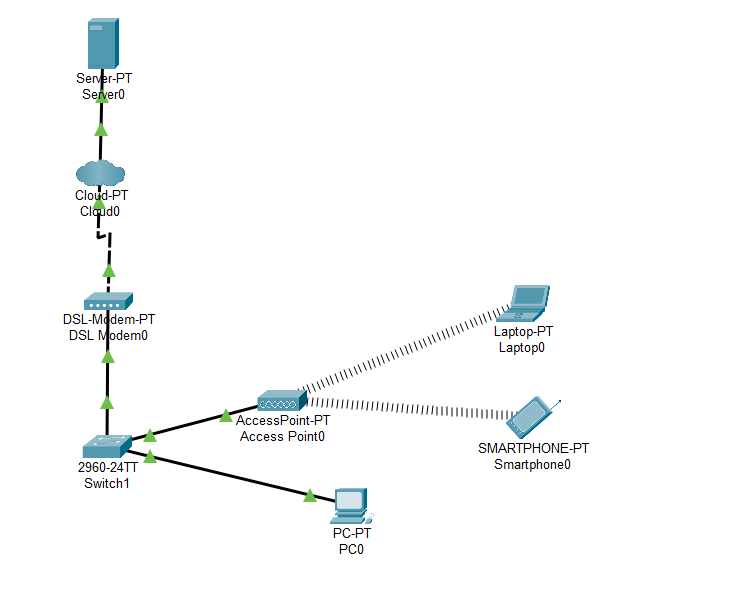 Server-PT
Server0
Cloud-PT
Cloud0
DSL-Modem-PT
DSL Modem0
Laptop-PT
Laptop0
AccessPoint-PT
Access Point0
SMARTPHONE-PT
Smartphone0
2960-24TT
Switch1
PC-PT
PC0